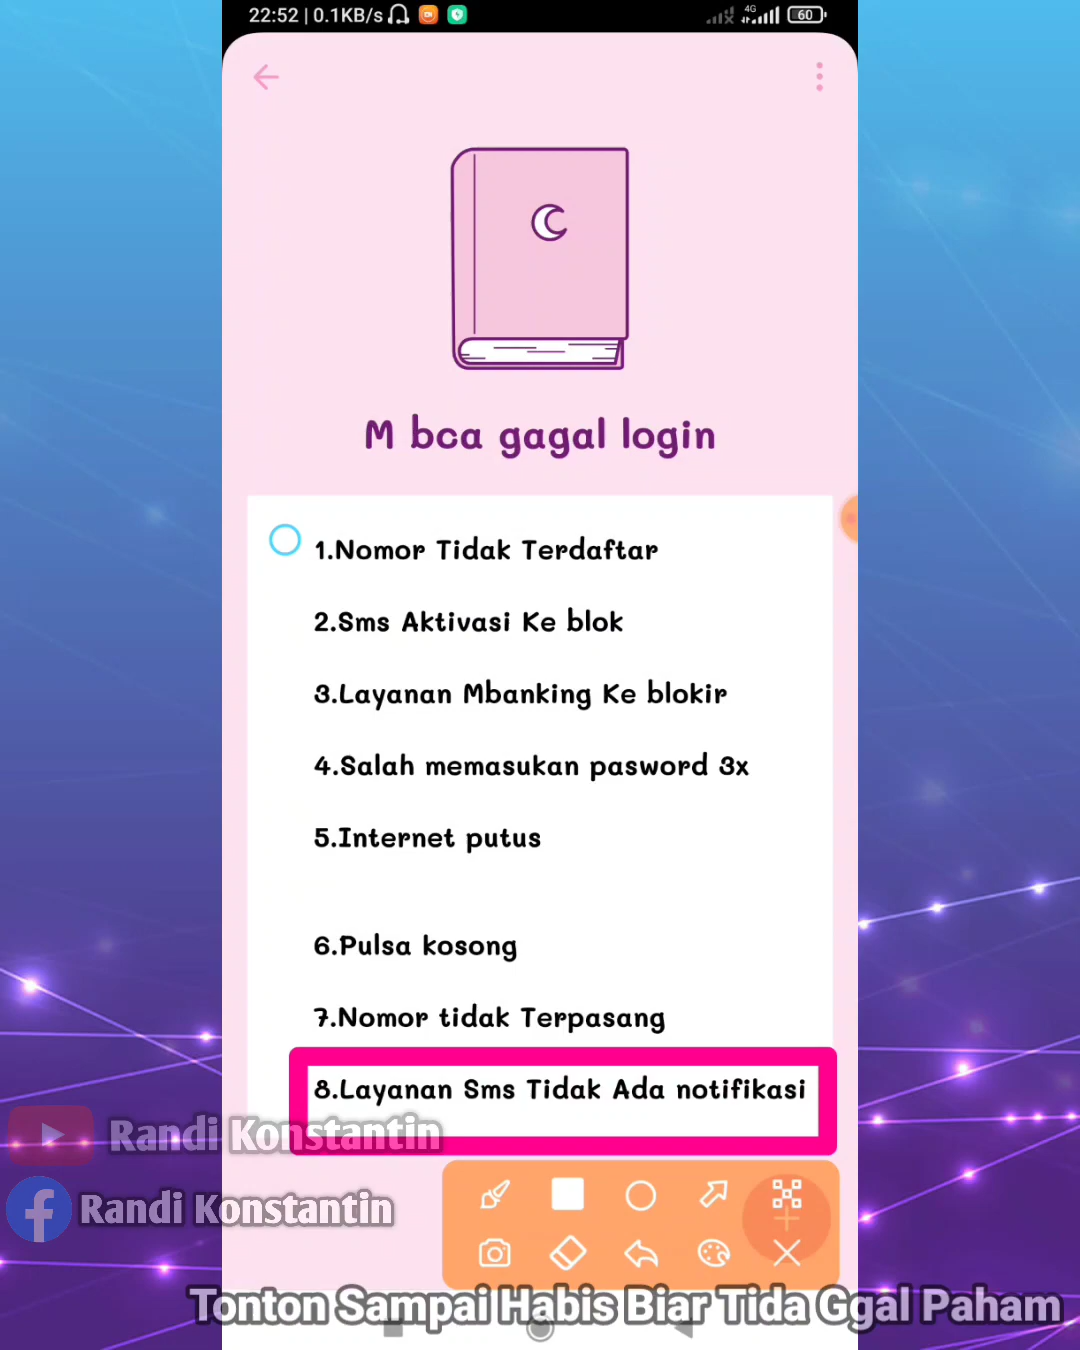 22:52 | 0.1KB/s
4G
60
M bca gagal login
1.Nomor Tidak Terdaftar
2.Sms Aktivasi Ke blok
3.Layanan Mbanking Ke blokir
4.Salah memasukan pasword 3x
5.Internet putus
6.Pulsa kosong
7.Nomor tidak Terpasang
8.Layanan Sms Tidak Ada notifikasi
Randi Konstantin
Randi Konstantin
Tonton Sampai Habis Biar Tida Ggal Paham